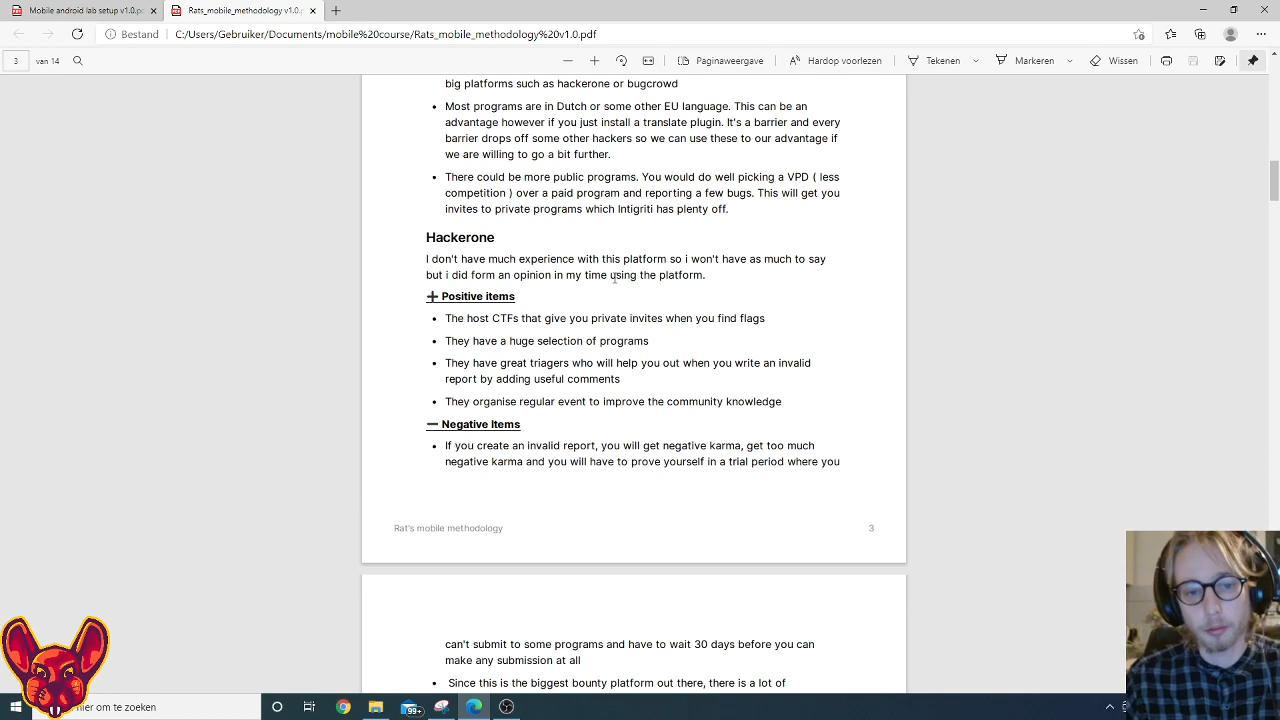 Mobile android lab setup v1.0.pc
Rats_mobile_methodology v1.0.p
Bestand
C:/Users/Gebruiker/Documents/mobile%20course/Rats_mobile_methodology%20v1.0.pdf
3 van 14
Paginaweergave
Hardop voorlezen
Tekenen
Markeren
Wissen
big platforms such as hackerone or bugcrowd
• Most programs are in Dutch or some other EU language. This can be an
advantage however if you just install a translate plugin. It's a barrier and every
barrier drops off some other hackers so we can use these to our advantage if
we are willing to go a bit further.
• There could be more public programs. You would do well picking a VPD ( less
competition ) over a paid program and reporting a few bugs. This will get you
invites to private programs which Intigriti has plenty off.
Hackerone
I don't have much experience with this platform so i won't have as much to say
but i did form an opinion in my time using the platform.
➕ Positive items
• The host CTFs that give you private invites when you find flags
• They have a huge selection of programs
• They have great triagers who will help you out when you write an invalid
report by adding useful comments
• They organise regular event to improve the community knowledge
➖ Negative Items
• If you create an invalid report, you will get negative karma, get too much
negative karma and you will have to prove yourself in a trial period where you
Rat's mobile methodology
3
can't submit to some programs and have to wait 30 days before you can
make any submission at all
• Since this is the biggest bounty platform out there, there is a lot of
hier om te zoeken
99+